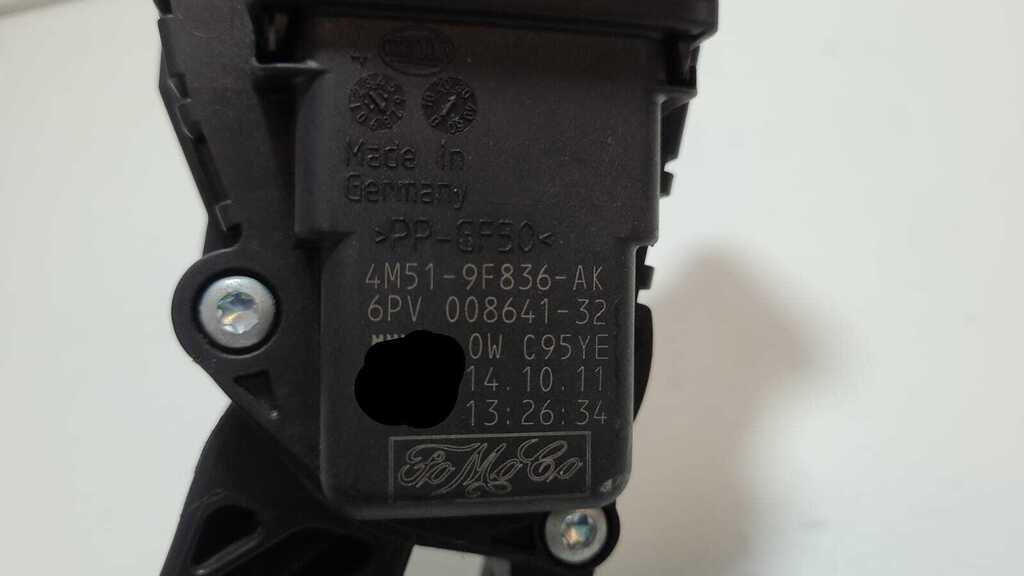 Made in
Germany
>PP-GF50<
4M51-9F836-AK
6PV 008641-32
0W C95YE
14.10.11
13:26:34
FoMoCo